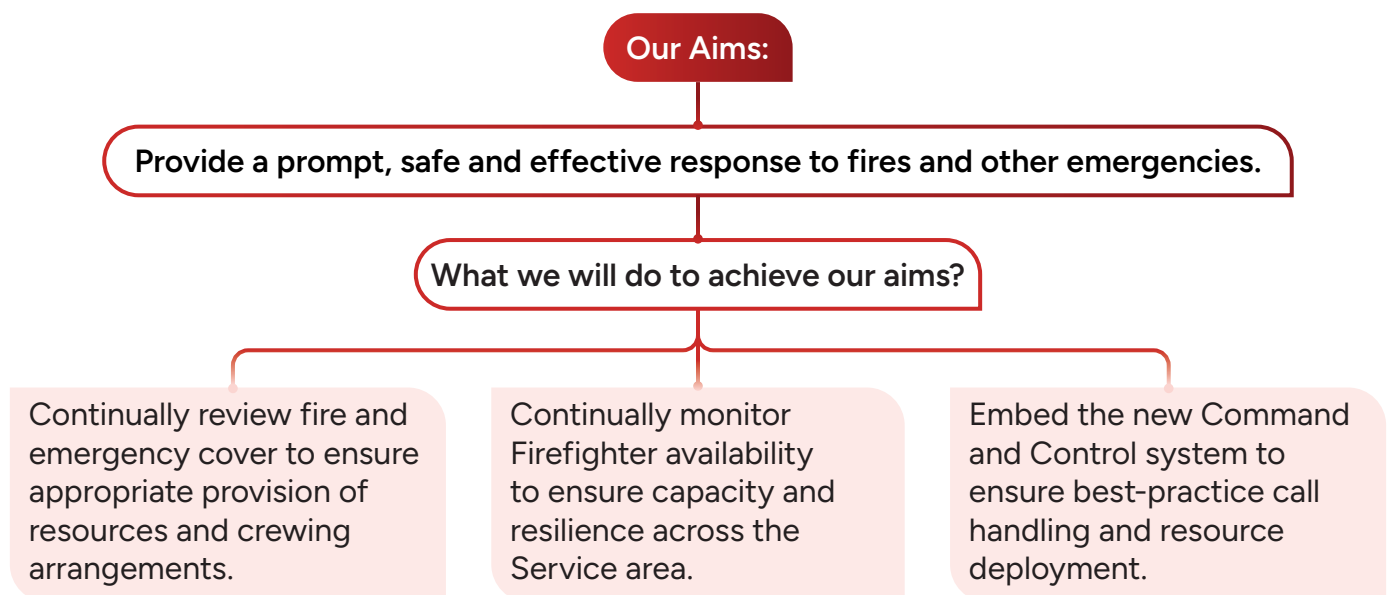 Our Aims:
Provide a prompt, safe and effective response to fires and other emergencies.
What we will do to achieve our aims?
Continually review fire and
emergency cover to ensure
appropriate provision of
resources and crewing
arrangements.
Continually monitor
Firefighter availability
to ensure capacity and
resilience across the
Service area.
Embed the new Command
and Control system to
ensure best-practice call
handling and resource
deployment.